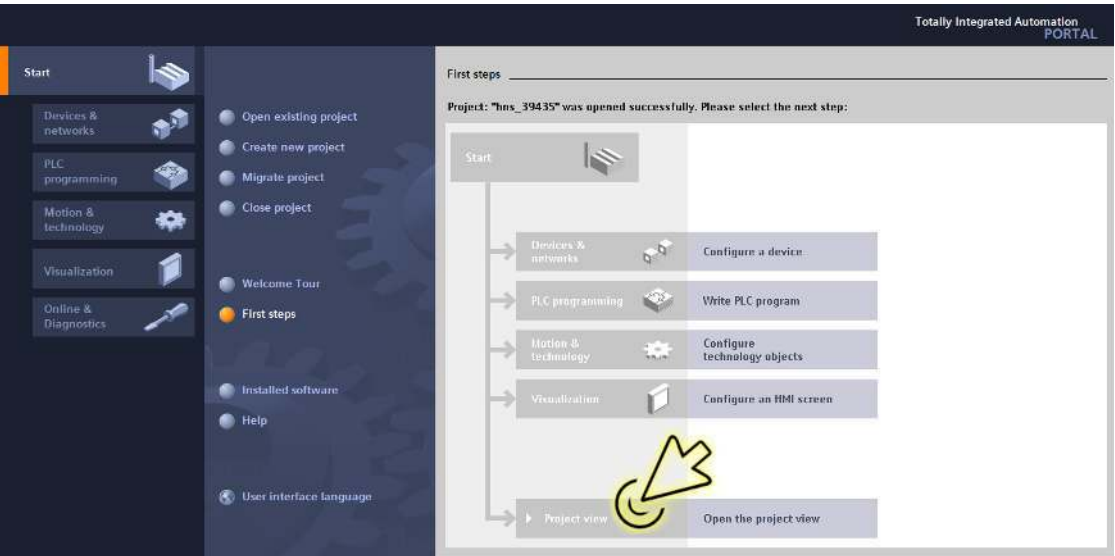 Totally Integrated Automation
PORTAL
Start
Devices &
networks
PLC
programming
Motion &
technology
Visualization
Online &
Diagnostics
Open existing project
Create new project
Migrate project
Close project
Welcome Tour
First steps
Installed software
Help
User interface language
First steps
Project: "hns_39435" was opened successfully. Please select the next step:
Start
Devices &
networks
Configure a device
PLC programming
Write PLC program
Motion &
technology
Configure
technology objects
Visualization
Configure an HMI screen
Project view
Open the project view